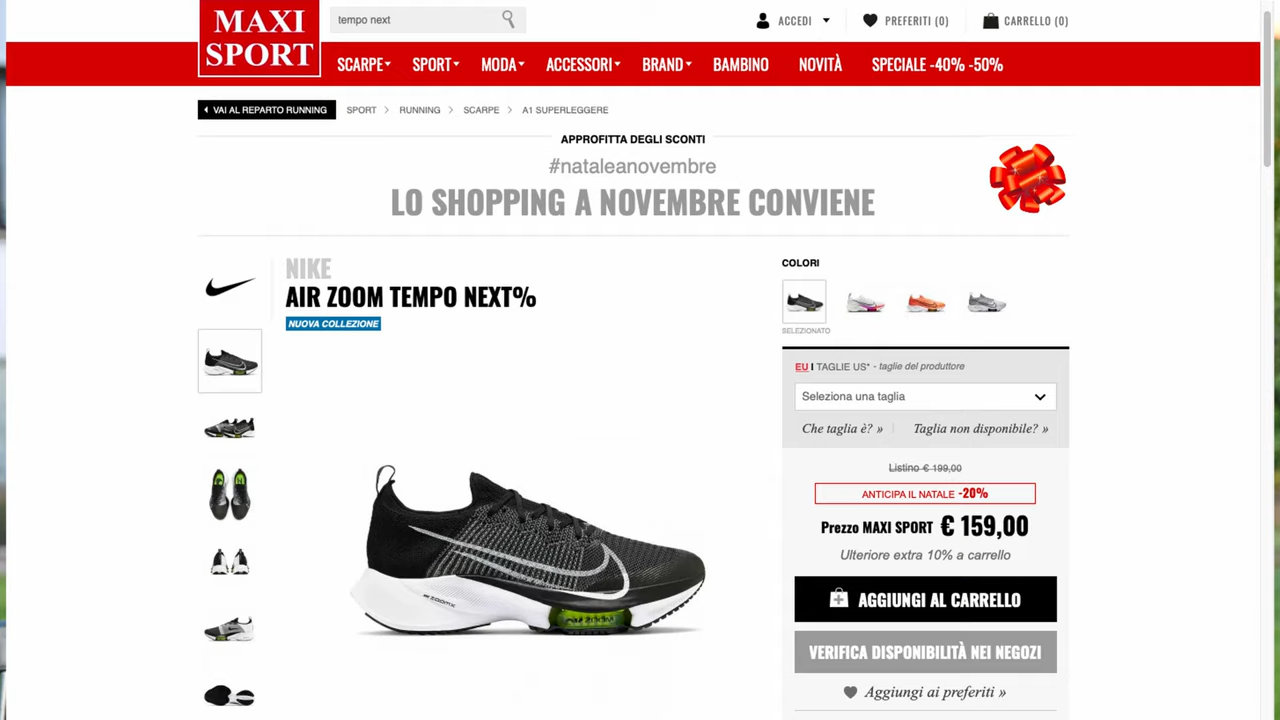 MAXI
SPORT
tempo next
ACCEDI
PREFERITI (0)
CARRELLO (0)
SCARPE
SPORT
MODA
ACCESSORI
BRAND
BAMBINO
NOVITÀ
SPECIALE -40% -50%
VAI AL REPARTO RUNNING
SPORT
RUNNING
SCARPE
A1 SUPERLEGGERE
APPROFITTA DEGLI SCONTI
#nataleanovembre
LO SHOPPING A NOVEMBRE CONVIENE
NIKE
AIR ZOOM TEMPO NEXT%
NUOVA COLLEZIONE
COLORI
SELEZIONATO
EU I TAGLIE US* - taglie del produttore
Seleziona una taglia
Che taglia è? »
Taglia non disponibile? »
Listino € 199,00
ANTICIPA IL NATALE -20%
Prezzo MAXI SPORT € 159,00
Ulteriore extra 10% a carrello
AGGIUNGI AL CARRELLO
VERIFICA DISPONIBILITÀ NEI NEGOZI
Aggiungi ai preferiti »